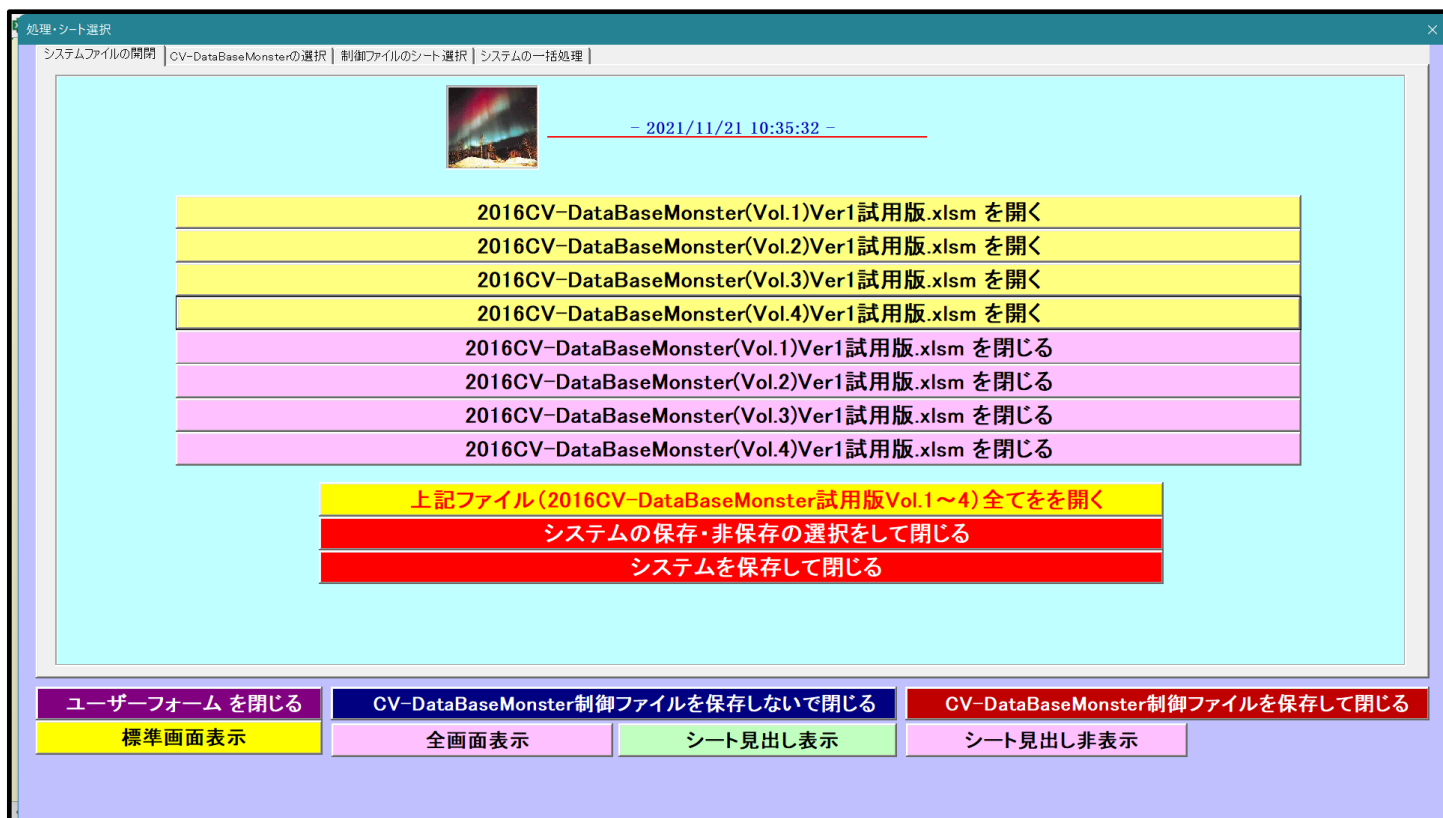 処理・シート選択
システムファイルの開閉 CV-DataBaseMonsterの選択 制御ファイルのシート選択 システムの一括処理
- 2021/11/21 10:35:32 -
2016CV-DataBaseMonster(Vol.1)Ver1試用版.xlsm を開く
2016CV-DataBaseMonster(Vol.2)Ver1試用版.xlsm を開く
2016CV-DataBaseMonster(Vol.3)Ver1試用版.xlsm を開く
2016CV-DataBaseMonster(Vol.4)Ver1試用版.xlsm を開く
2016CV-DataBaseMonster(Vol.1)Ver1試用版.xlsm を閉じる
2016CV-DataBaseMonster(Vol.2)Ver1試用版.xlsm を閉じる
2016CV-DataBaseMonster(Vol.3)Ver1試用版.xlsm を閉じる
2016CV-DataBaseMonster(Vol.4)Ver1試用版.xlsm を閉じる
上記ファイル(2016CV-DataBaseMonster試用版Vol.1～4)全てをを開く
システムの保存・非保存の選択をして閉じる
システムを保存して閉じる
ユーザーフォーム を閉じる CV-DataBaseMonster制御ファイルを保存しないで閉じる CV-DataBaseMonster制御ファイルを保存して閉じる
標準画面表示 全画面表示 シート見出し表示 シート見出し非表示